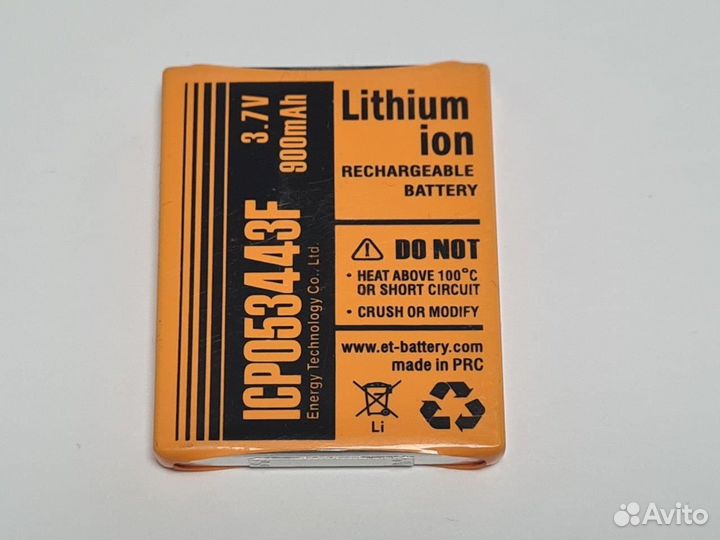 ICP053443F
3.7V
Energy Technology Co., Ltd.
900mAh
Lithium
ion
RECHARGEABLE
BATTERY
DO NOT
• HEAT ABOVE 100°C
OR SHORT CIRCUIT
• CRUSH OR MODIFY
www.et-battery.com
made in PRC
Li
Avito